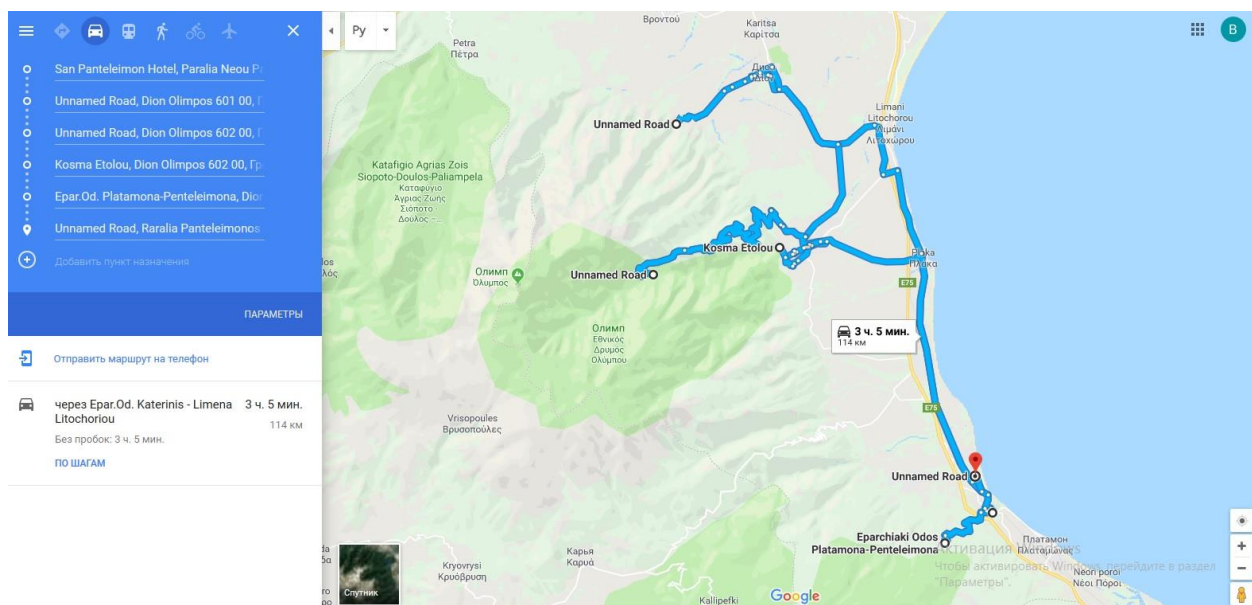 San Panteleimon Hotel, Paralia Neou P
Unnamed Road, Dion Olimpos 601 00,
Unnamed Road, Dion Olimpos 602 00,
Kosma Etolou, Dion Olimpos 602 00, Гр
Epar.Od. Platamona-Penteleimona, Dion
Unnamed Road, Raralia Panteleimonos
Добавить пункт назначения
ПАРАМЕТРЫ
Отправить маршрут на телефон
через Epar.Od. Katerinis - Limena 3 ч. 5 мин.
Litochoriou 114 км
Без пробок: 3 ч. 5 мин.
ПО ШАГАМ
Ру
B
Вροντού
Karitsa
Καρίτσα
Petra
Πέτρα
Unnamed Road
Limani
Litochorou
Λιμάνι
Λιτοχώρου
Katafigio Agrias Zois
Siopoto-Doulos-Paliampela
Καταφύγιο
Άγριας Ζωής
Σιόποτο
Δούλος –...
Kosma Etolou
Plaka
Πλάκα
Олимп
Όλυμπος
Unnamed Road
E75
Олимп
Εθνικός
Δρυμός
Ολύμπου
3 ч. 5 мин.
114 км
E75
Vrisopoules
Βρυσοπούλες
Unnamed Road
Eparchiaki Odos
Platamona-Penteleimona
Платамон
Πλαταμώνας
Активация Windows
Чтобы активировать Windows, перейдите в раздел
"Параметры".
Карья
Καρυά
Kryovrysi
Κρυόβρυση
Neoi poroi
Νέοι Πόροι
Спутник
Google
Kallipefki